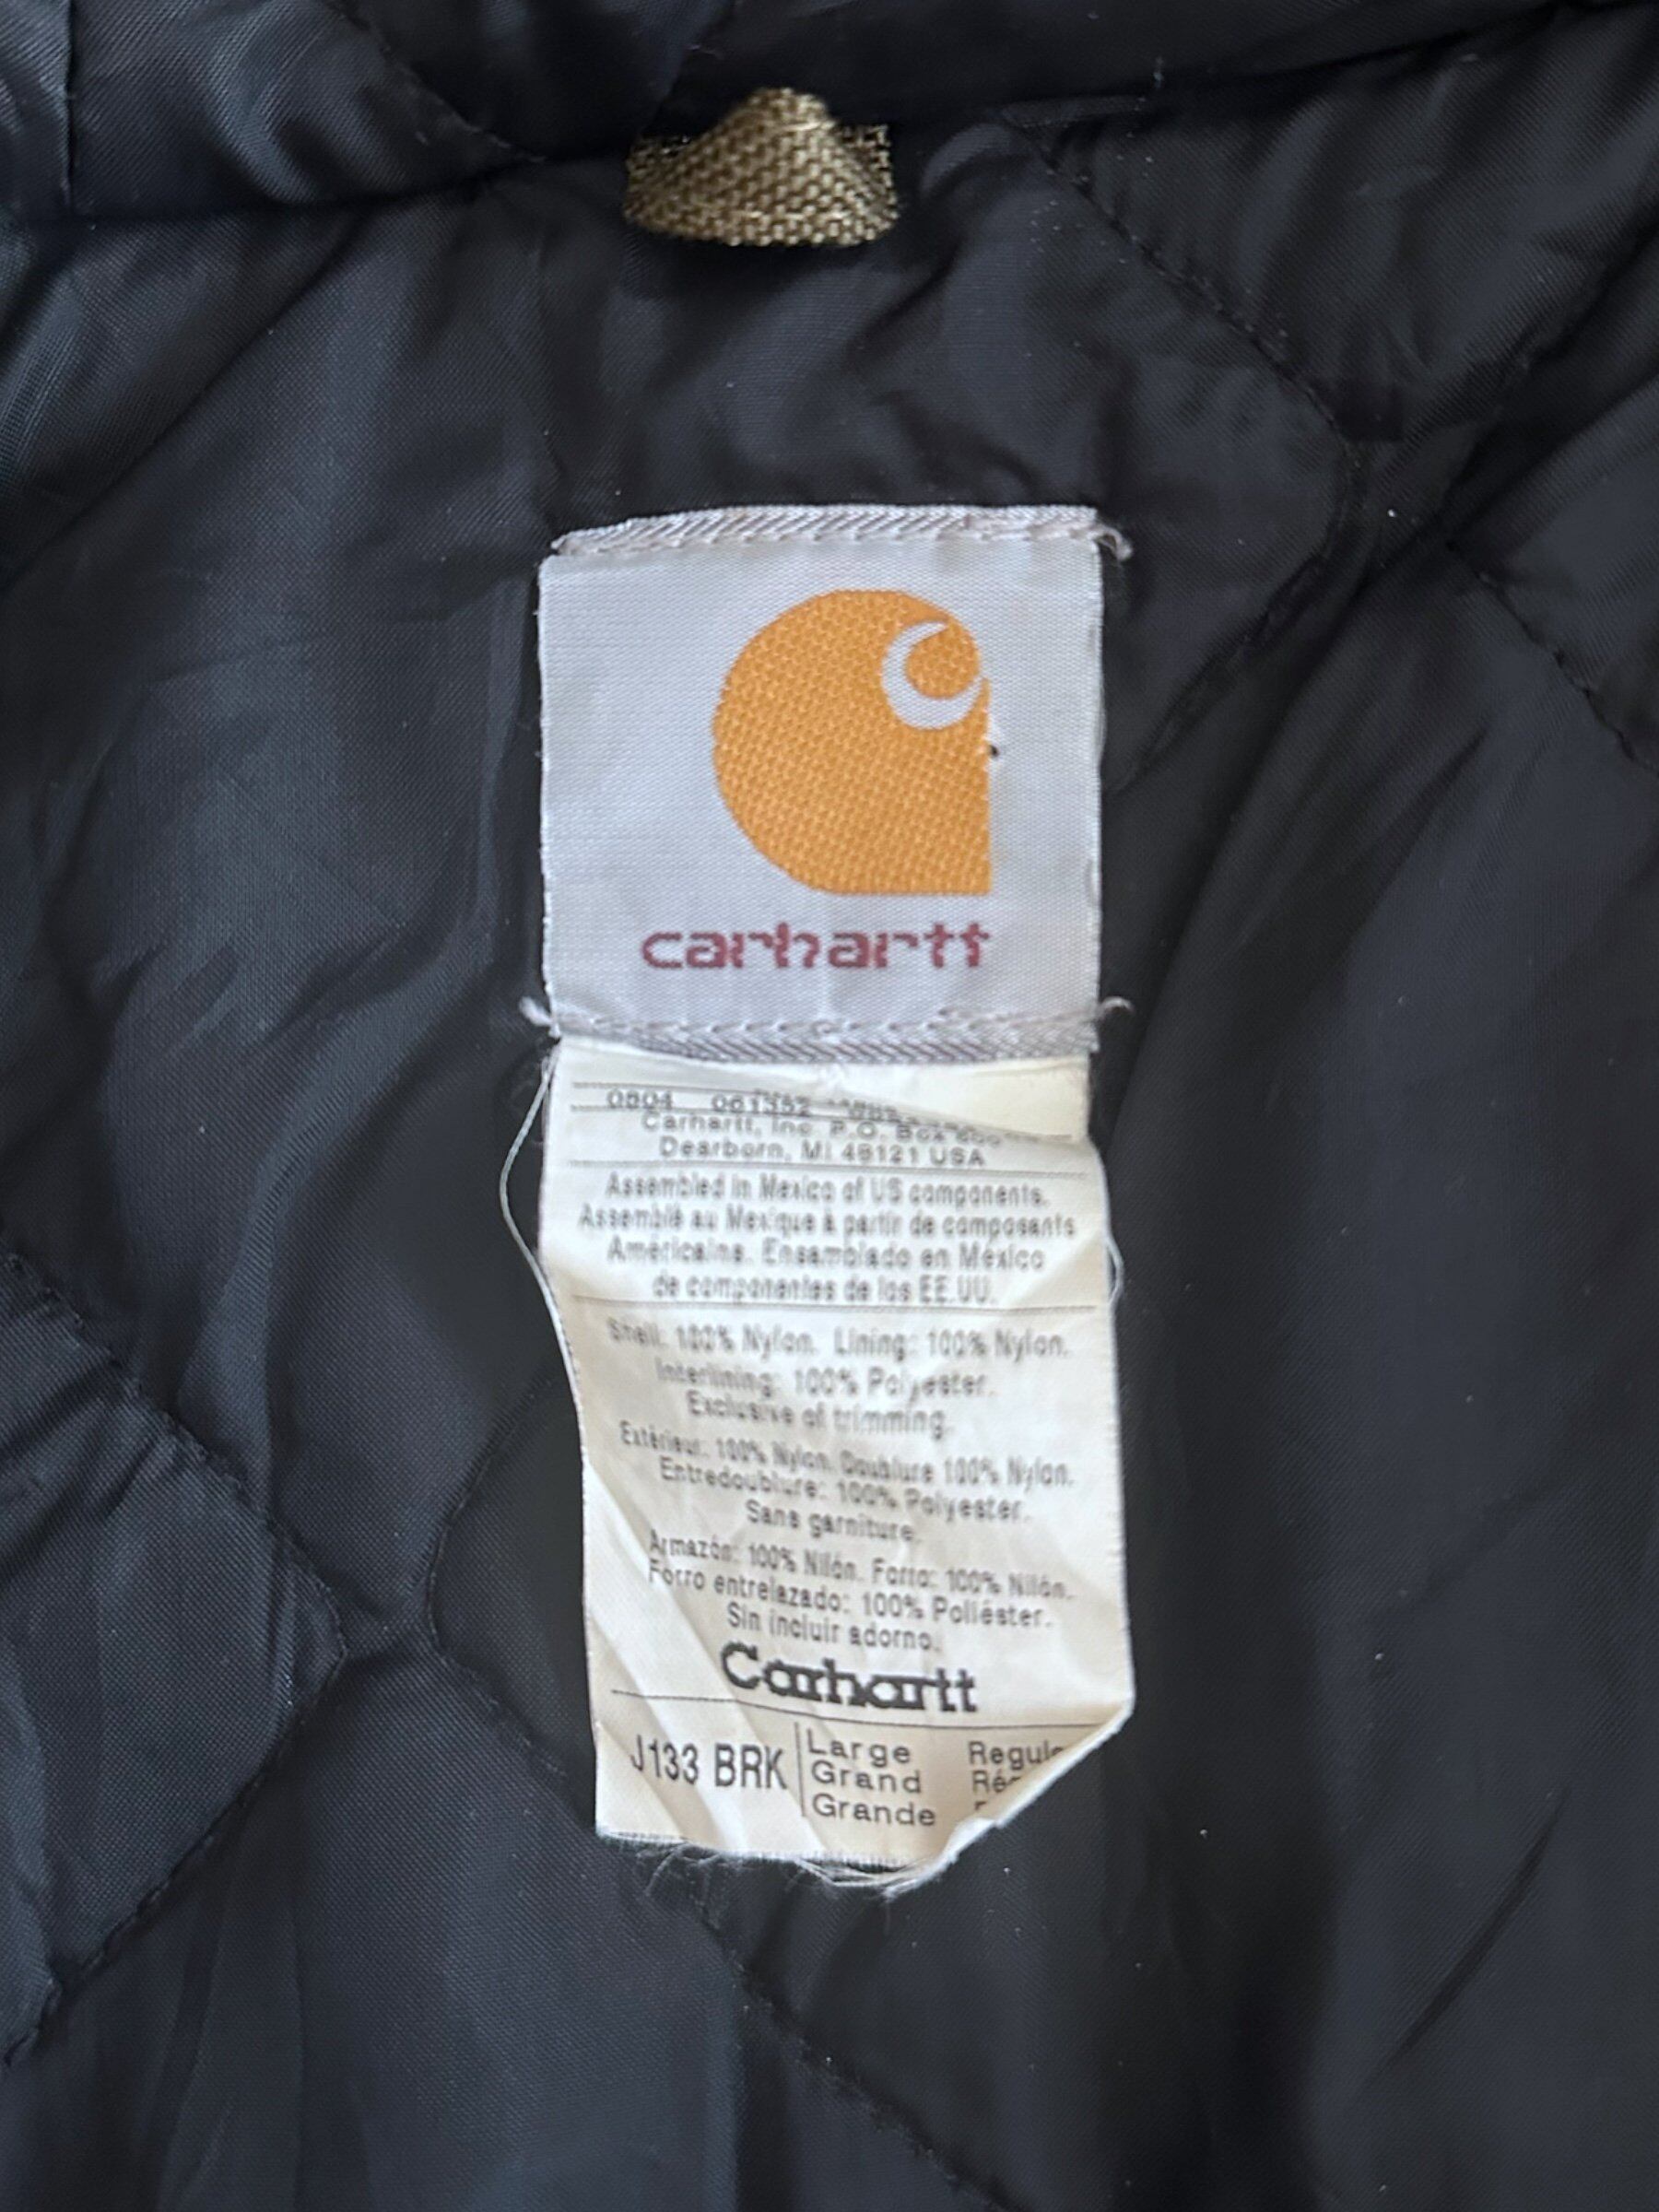 carhartt
0804 061352
Carhartt, Inc. P.O. Box
Dearborn, MI 48121 USA
Assembled in Mexico of US components.
Assemblé au Mexique à partir de composants
Américains. Ensamblado en México
de componentes de los EE.UU.
Shell: 100% Nylon. Lining: 100% Nylon.
Interlining: 100% Polyester.
Exclusive of trimming.
Extérieur: 100% Nylon. Doublure 100% Nylon.
Entredoublure: 100% Polyester.
Sans garniture.
Armazón: 100% Nilón. Forro: 100% Nilón.
Forro entrelazado: 100% Poliéster.
Sin incluir adorno.
Carhartt
J133 BRK
Large
Grand
Grande